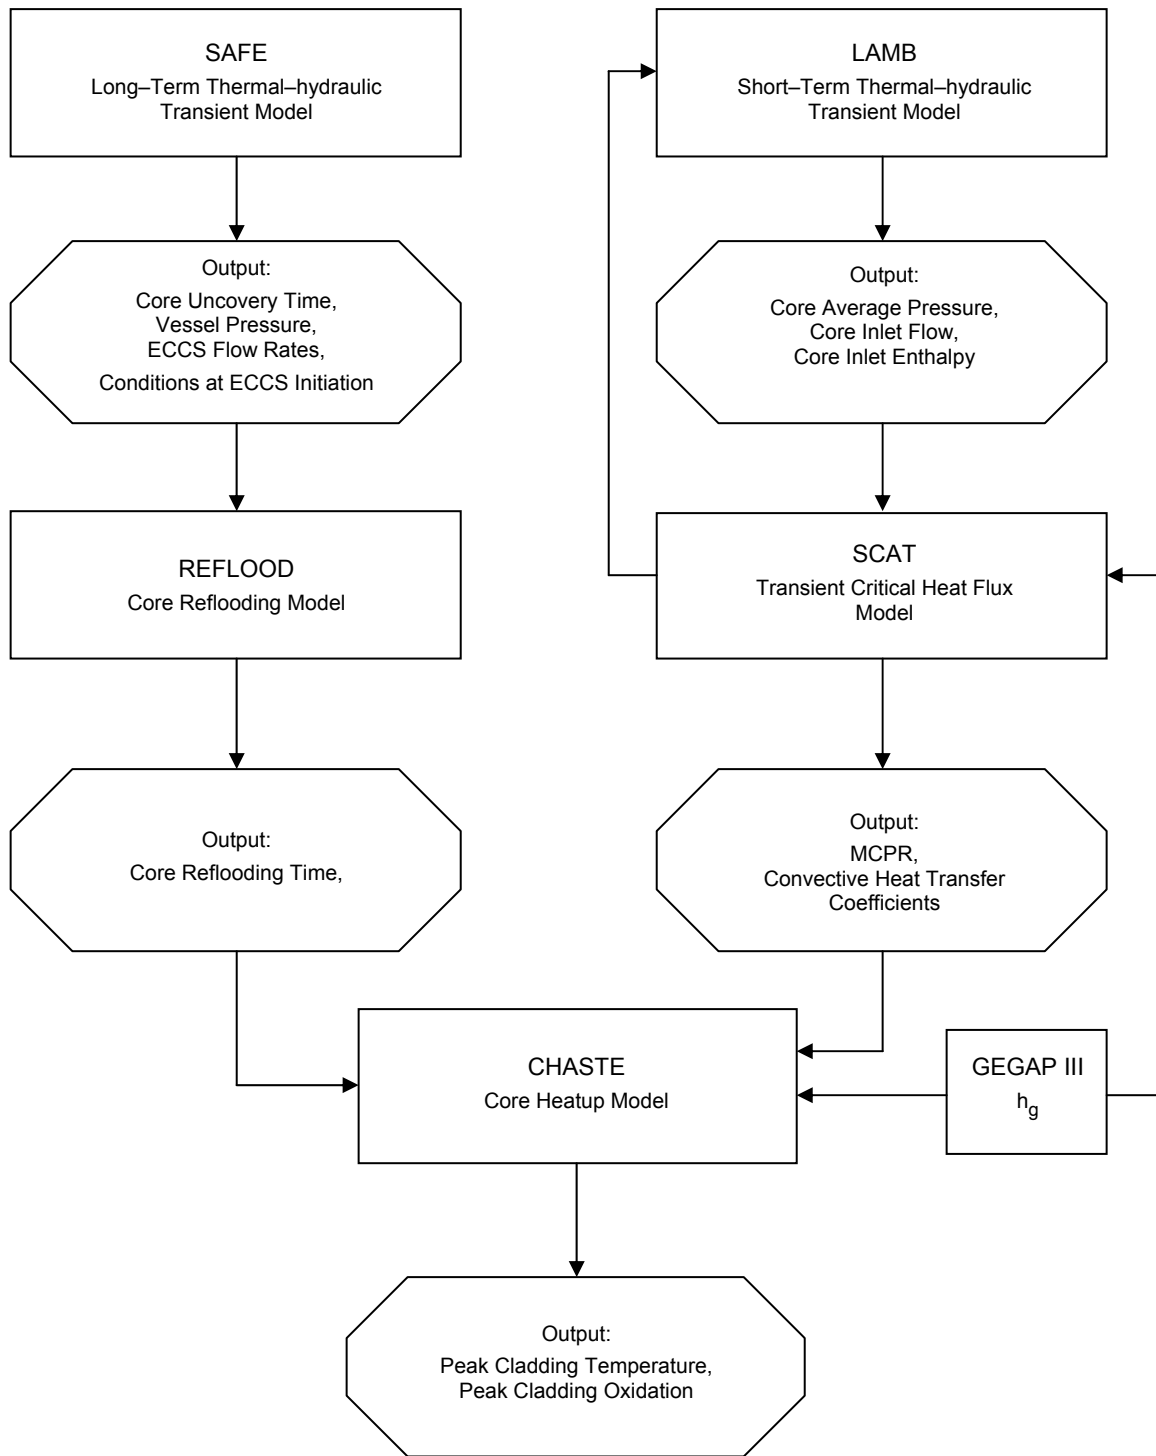 SAFE
Long–Term Thermal–hydraulic
Transient Model
LAMB
Short–Term Thermal–hydraulic
Transient Model
Output:
Core Uncovery Time,
Vessel Pressure,
ECCS Flow Rates,
Conditions at ECCS Initiation
Output:
Core Average Pressure,
Core Inlet Flow,
Core Inlet Enthalpy
REFLOOD
Core Reflooding Model
SCAT
Transient Critical Heat Flux
Model
Output:
Core Reflooding Time,
Output:
MCPR,
Convective Heat Transfer
Coefficients
CHASTE
Core Heatup Model
GEGAP III
hg
Output:
Peak Cladding Temperature,
Peak Cladding Oxidation